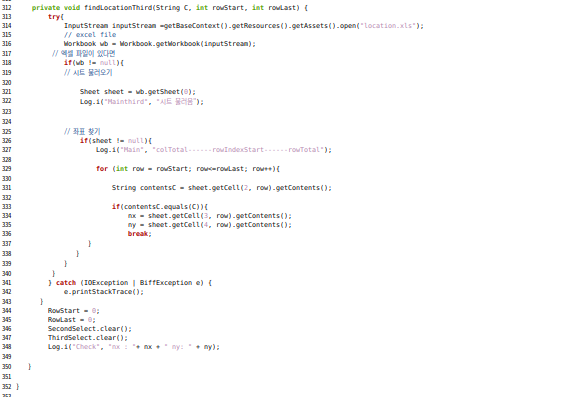 312 private void findLocationThird(String C, int rowStart, int rowLast) {
313 try{
314 InputStream inputStream =getBaseContext().getResources().getAssets().open("location.xls");
315 // excel file
316 Workbook wb = Workbook.getWorkbook(inputStream);
317 // 엑셀 파일이 있다면
318 if(wb != null){
319 // 시트 불러오기
320
321 Sheet sheet = wb.getSheet(0);
322 Log.i("Mainthird", "시트 불러옴");
323
324
325 // 좌표 찾기
326 if(sheet != null){
327 Log.i("Main", "colTotal------rowIndexStart------rowTotal");
328
329 for (int row = rowStart; row<=rowLast; row++){
330
331 String contentsC = sheet.getCell(2, row).getContents();
332
333 if(contentsC.equals(C)){
334 nx = sheet.getCell(3, row).getContents();
335 ny = sheet.getCell(4, row).getContents();
336 break;
337 }
338 }
339 }
340 }
341 } catch (IOException | BiffException e) {
342 e.printStackTrace();
343 }
344 RowStart = 0;
345 RowLast = 0;
346 SecondSelect.clear();
347 ThirdSelect.clear();
348 Log.i("Check", "nx : "+ nx + " ny: " + ny);
349
350 }
351
352 }
353